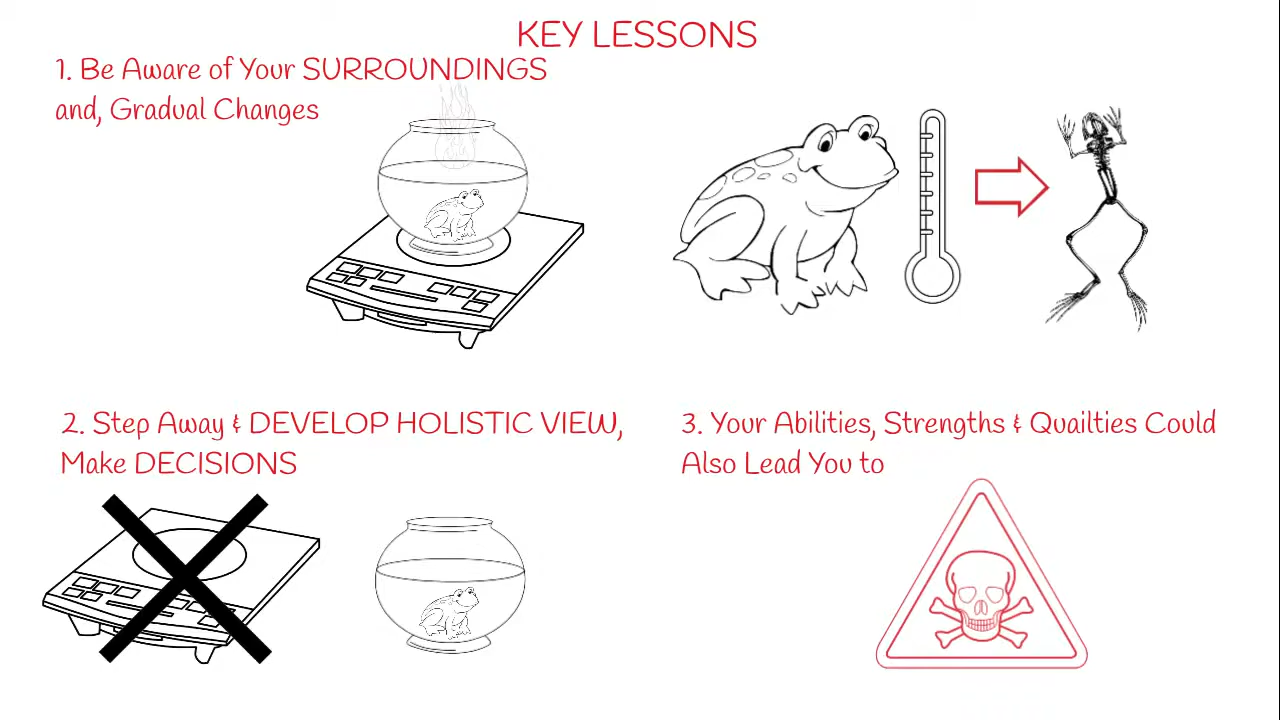 KEY LESSONS
1. Be Aware of Your SURROUNDINGS
and, Gradual Changes
2. Step Away & DEVELOP HOLISTIC VIEW,
Make DECISIONS
3. Your Abilities, Strengths & Quailties Could
Also Lead You to